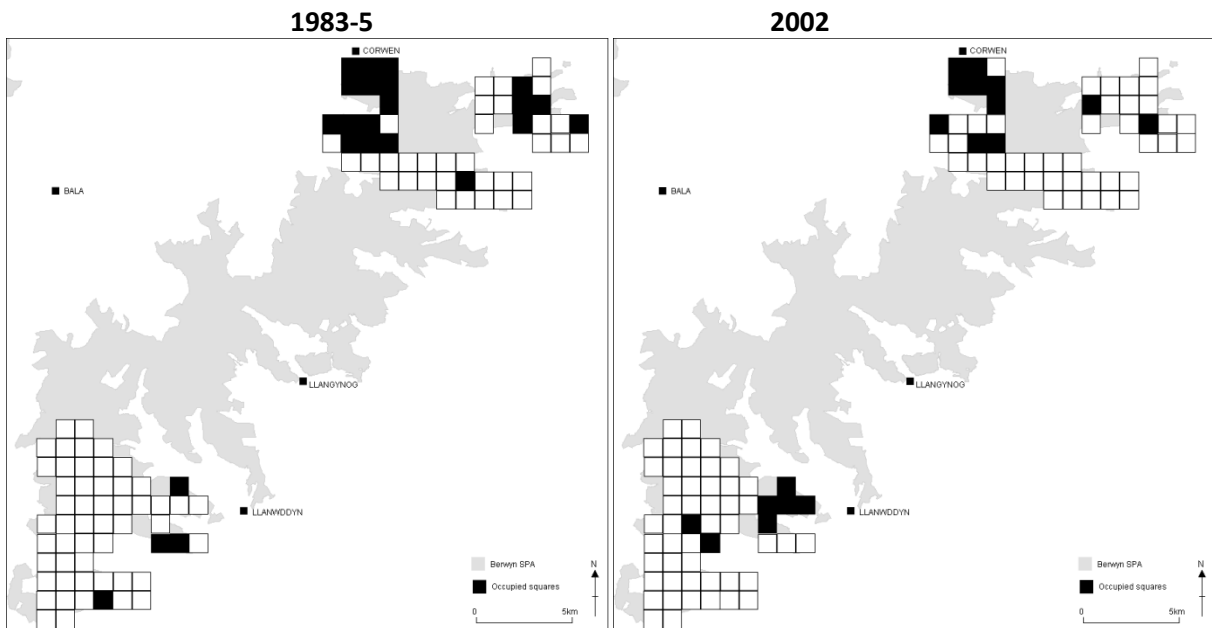 1983-5
2002
CORWEN
BALA
LLANGYNOG
LLANWDDYN
Berwyn SPA
Occupied squares
N
0 5km
CORWEN
BALA
LLANGYNOG
LLANWDDYN
Berwyn SPA
Occupied squares
N
0 5km